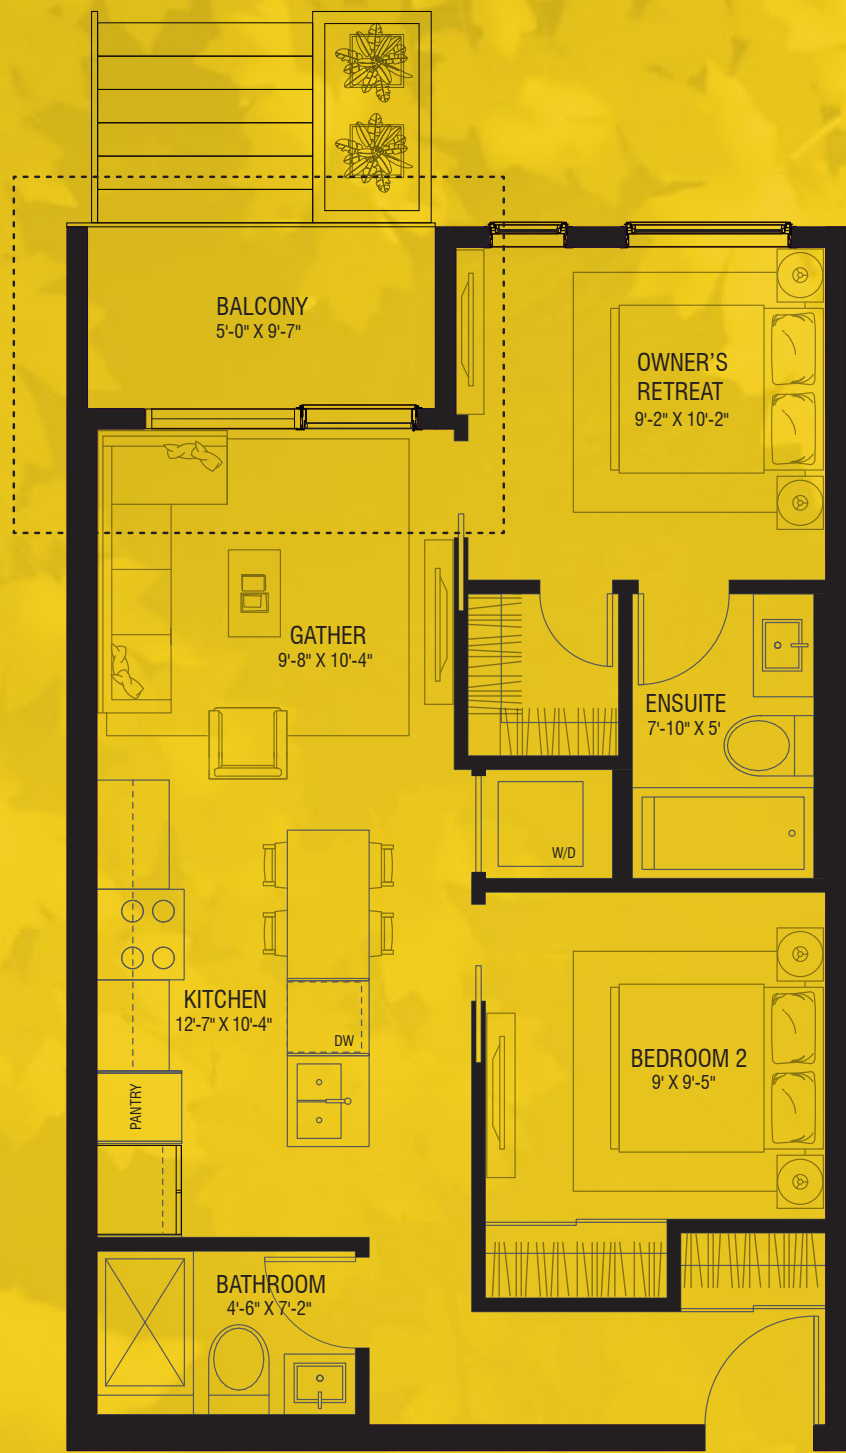 BALCONY
5'-0" X 9'-7"
OWNER'S
RETREAT
9'-2" X 10'-2"
GATHER
9'-8" X 10'-4"
ENSUITE
7'-10" X 5'
W/D
KITCHEN
12'-7" X 10'-4"
DW
PANTRY
BEDROOM 2
9' X 9'-5"
BATHROOM
4'-6" X 7'-2"